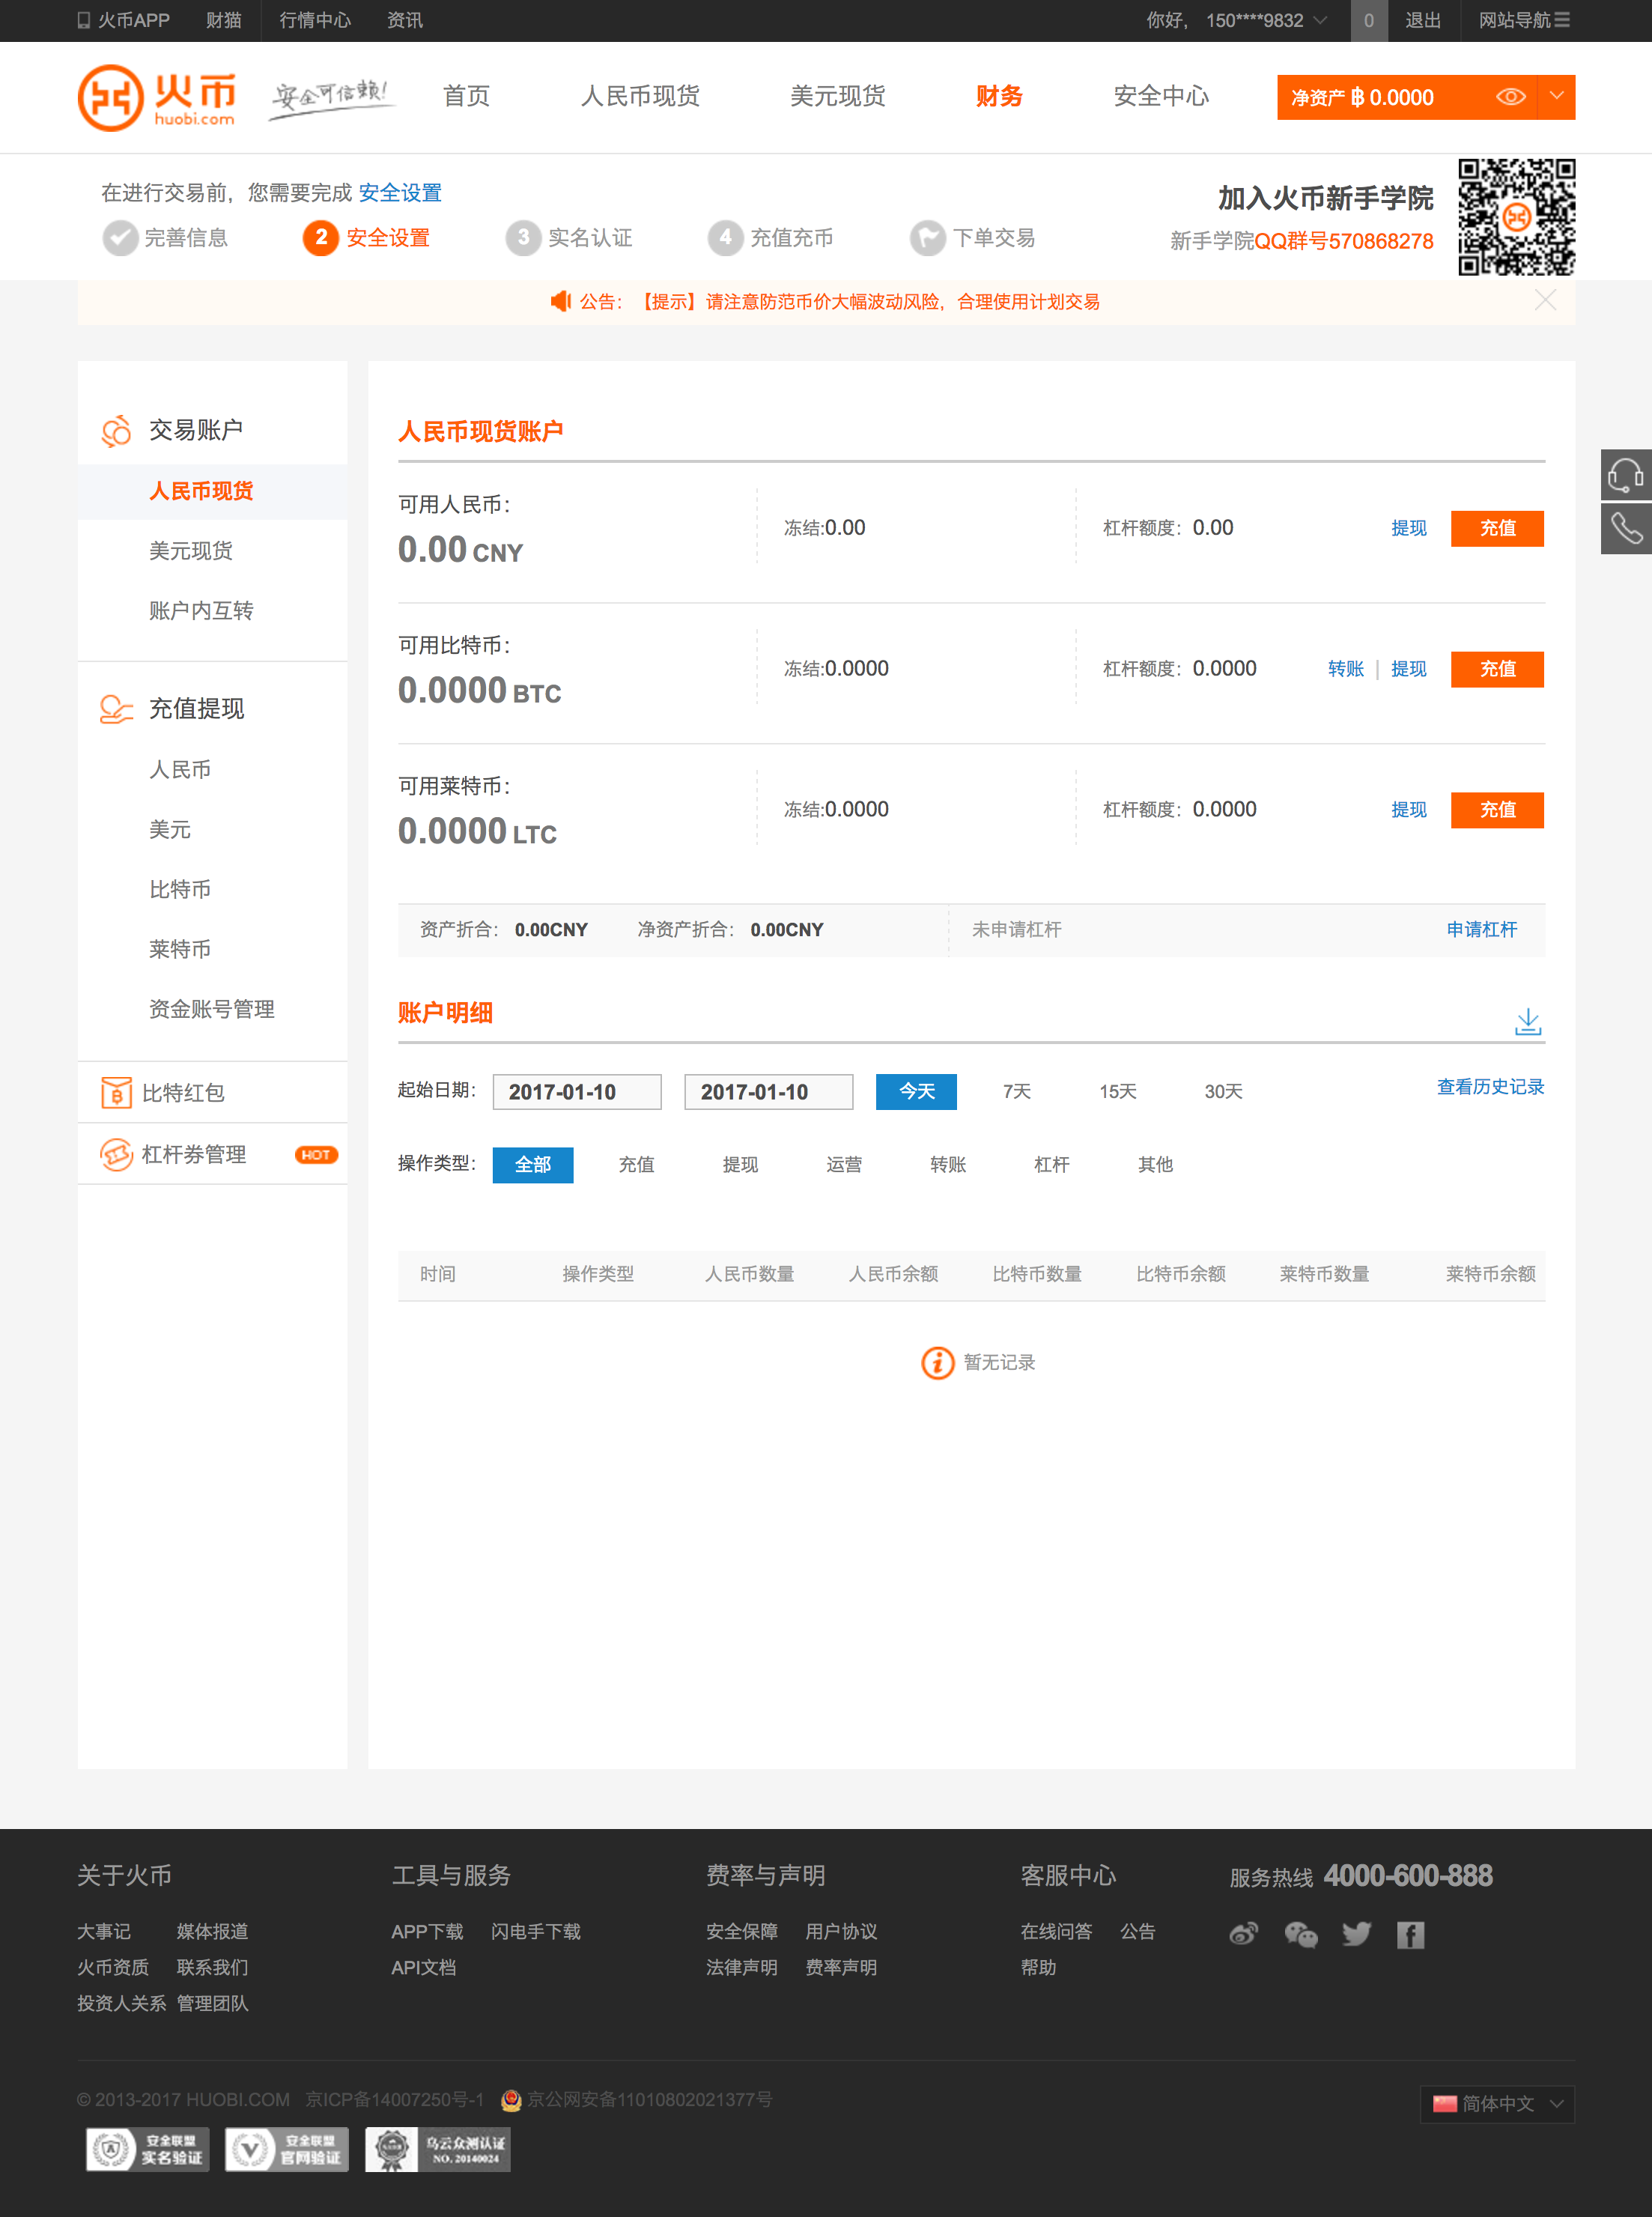 火币APP 财猫 行情中心 资讯 你好, 150****9832 0 退出 网站导航
火币 huobi.com 安全可信赖! 首页 人民币现货 美元现货 财务 安全中心 净资产 ฿ 0.0000
在进行交易前,您需要完成 安全设置
完善信息 2 安全设置 3 实名认证 4 充值充币 下单交易
加入火币新手学院
新手学院QQ群号570868278
公告: 【提示】请注意防范币价大幅波动风险,合理使用计划交易
交易账户
人民币现货
美元现货
账户内互转
充值提现
人民币
美元
比特币
莱特币
资金账号管理
比特红包
杠杆券管理 HOT
人民币现货账户
可用人民币:
0.00 CNY
冻结:0.00 杠杆额度: 0.00 提现 充值
可用比特币:
0.0000 BTC
冻结:0.0000 杠杆额度: 0.0000 转账 | 提现 充值
可用莱特币:
0.0000 LTC
冻结:0.0000 杠杆额度: 0.0000 提现 充值
资产折合: 0.00CNY 净资产折合: 0.00CNY 未申请杠杆 申请杠杆
账户明细
起始日期: 2017-01-10 2017-01-10 今天 7天 15天 30天 查看历史记录
操作类型: 全部 充值 提现 运营 转账 杠杆 其他
时间 操作类型 人民币数量 人民币余额 比特币数量 比特币余额 莱特币数量 莱特币余额
暂无记录
关于火币 工具与服务 费率与声明 客服中心 服务热线 4000-600-888
大事记 媒体报道 APP下载 闪电手下载 安全保障 用户协议 在线问答 公告
火币资质 联系我们 API文档 法律声明 费率声明 帮助
投资人关系 管理团队
© 2013-2017 HUOBI.COM 京ICP备14007250号-1 京公网安备11010802021377号 简体中文
安全联盟 实名验证 安全联盟 官网验证 乌云众测认证 NO. 20140024